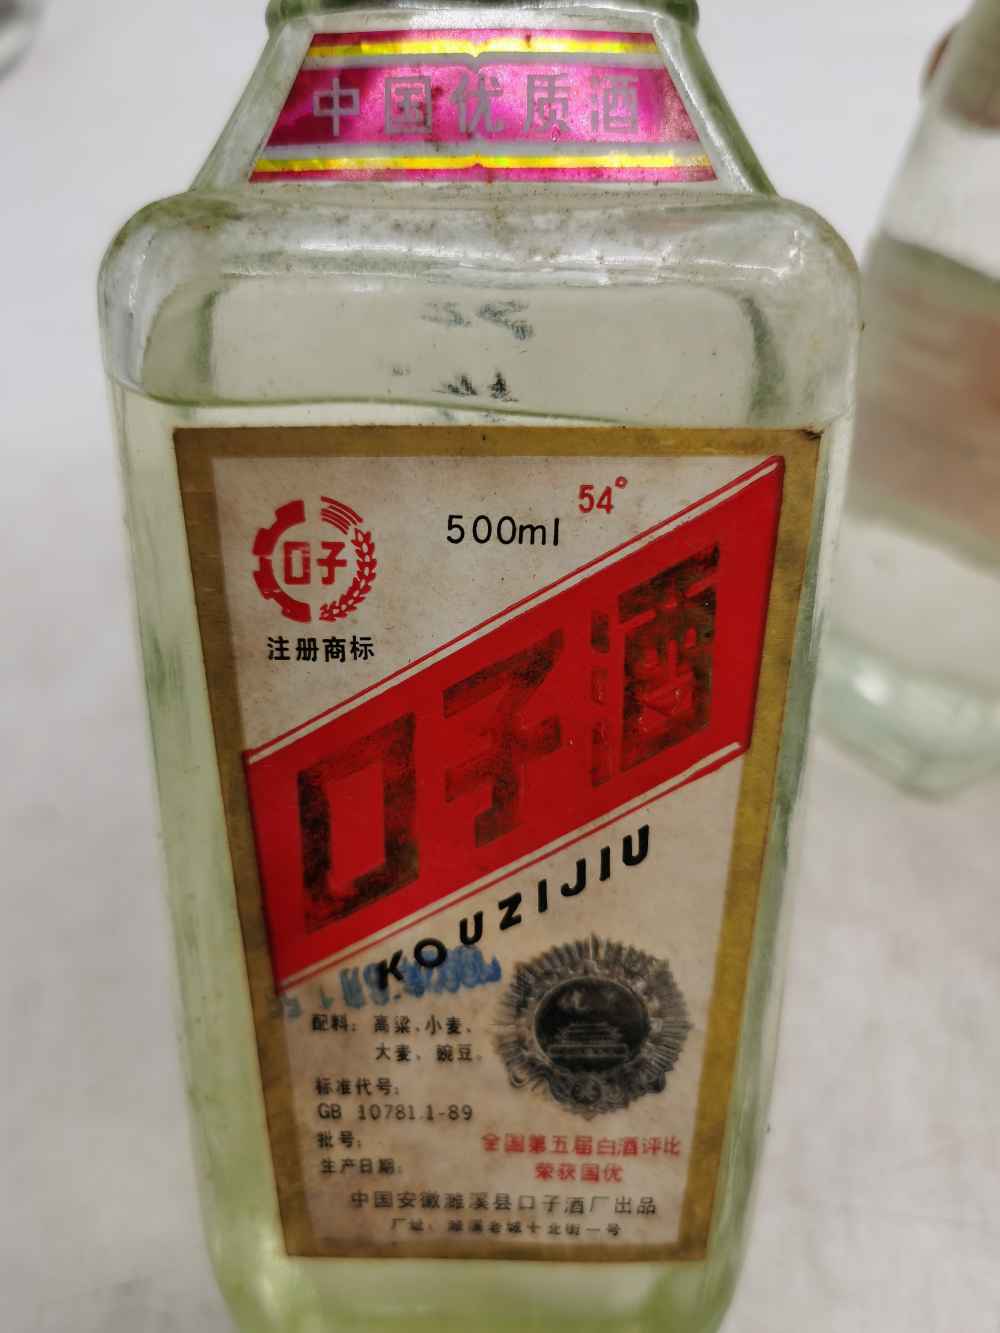 中国优质酒
500ml 54°
口子
注册商标
口子酒
KOUZIJIU
配料：高粱、小麦、
大麦、豌豆。
标准代号：
GB 10781.1-89
批号：
生产日期：
全国第五届白酒评比
荣获国优
中国安徽濉溪县口子酒厂出品
厂址：濉溪老城十北街一号